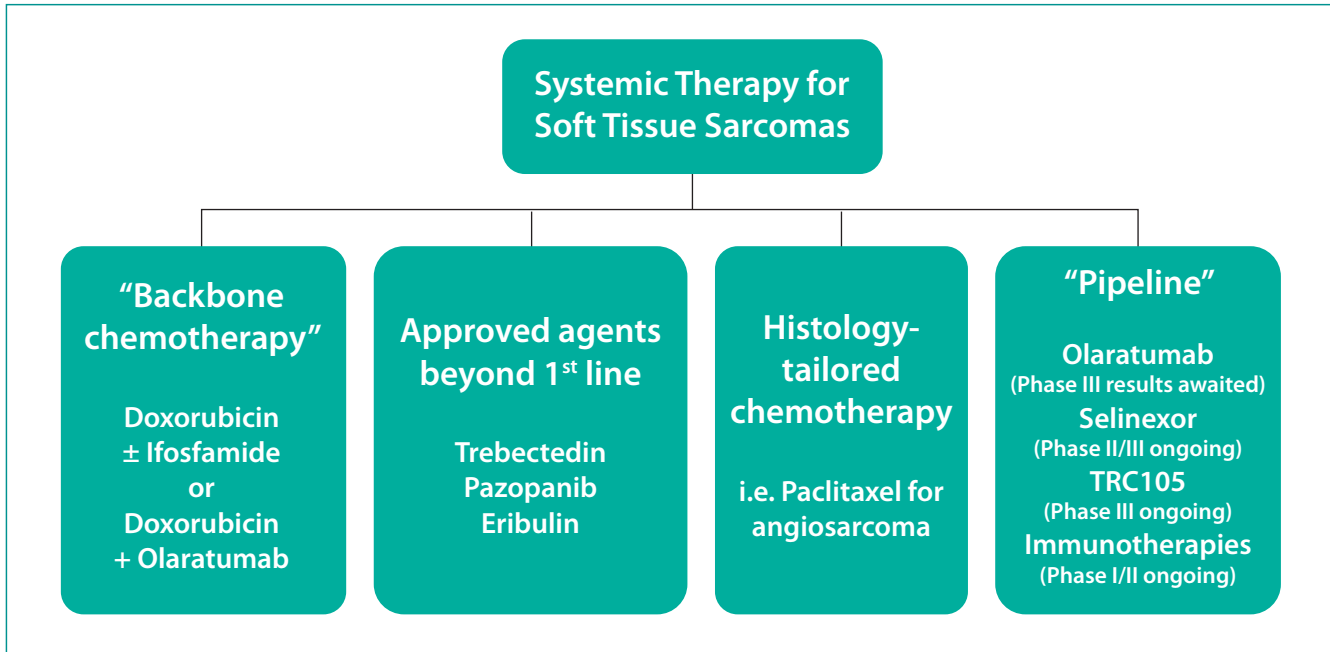 Systemic Therapy for
Soft Tissue Sarcomas
“Backbone
chemotherapy”
Doxorubicin
± Ifosfamide
or
Doxorubicin
+ Olaratumab
Approved agents
beyond 1st line
Trebectedin
Pazopanib
Eribulin
Histology-
tailored
chemotherapy
i.e. Paclitaxel for
angiosarcoma
“Pipeline”
Olaratumab
(Phase III results awaited)
Selinexor
(Phase II/III ongoing)
TRC105
(Phase III ongoing)
Immunotherapies
(Phase I/II ongoing)